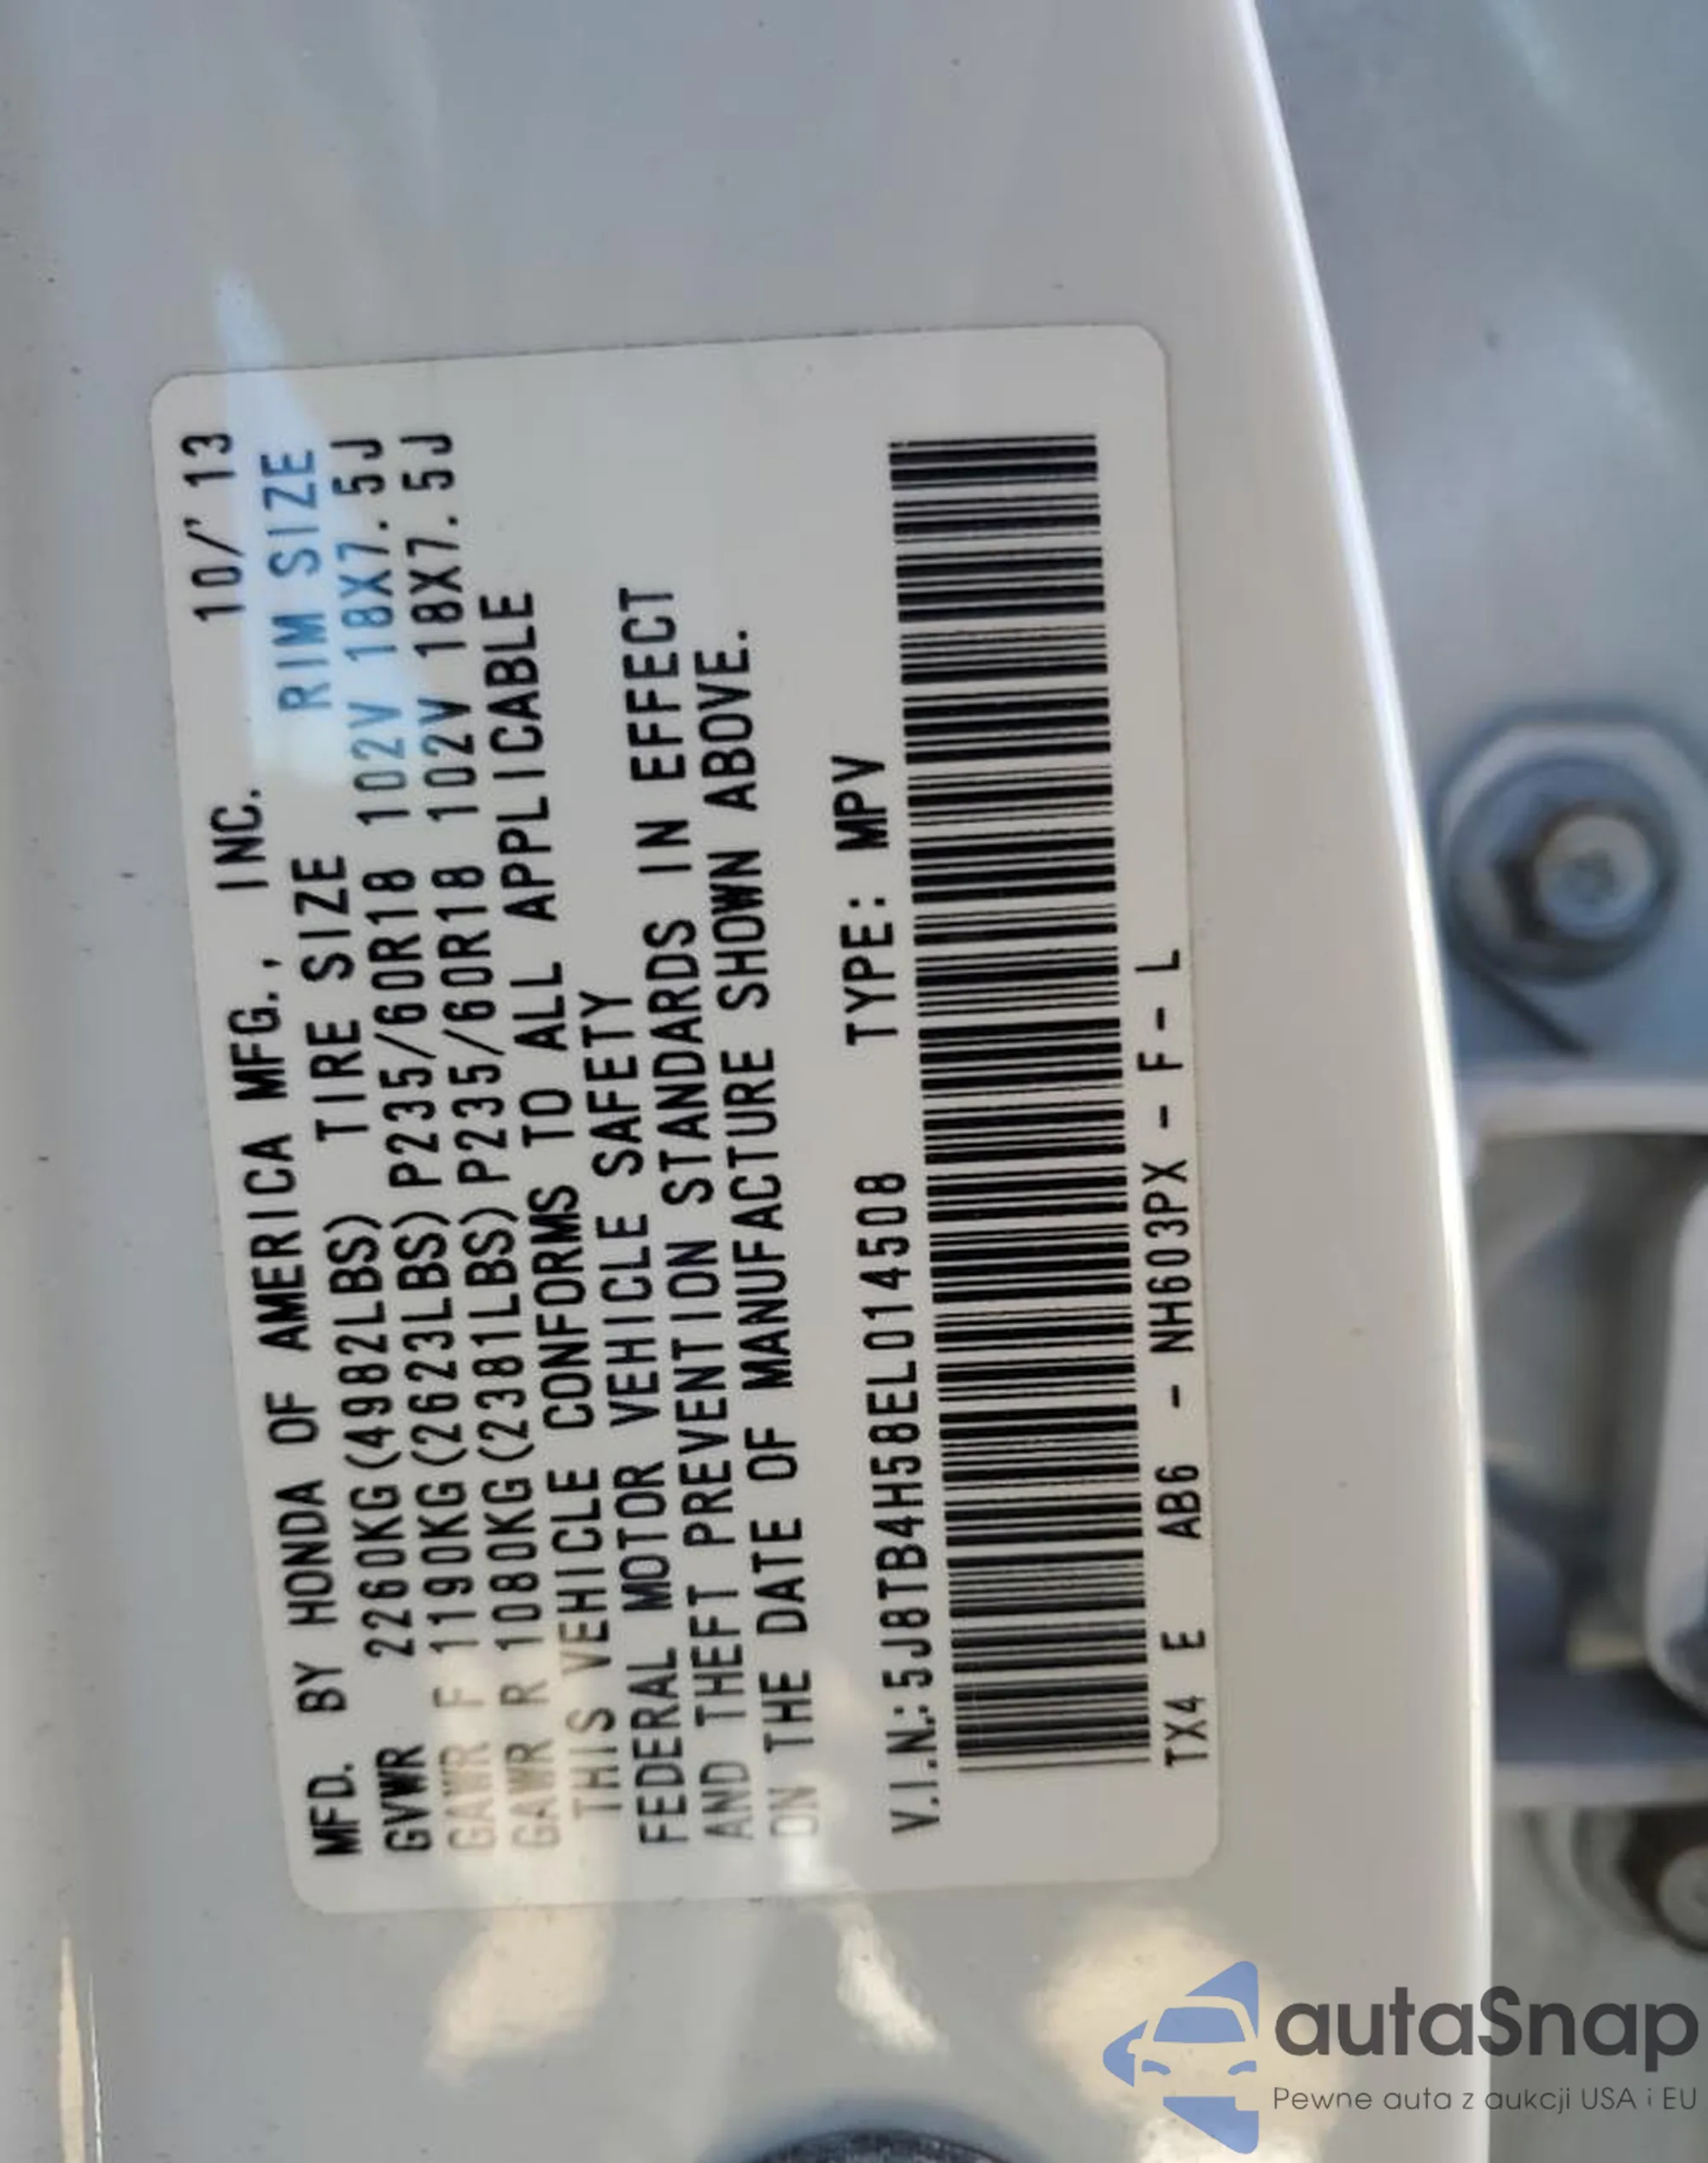 MFD. BY HONDA OF AMERICA MFG., INC. 10/'13
TIRE SIZE RIM SIZE
GVWR 2260KG(4982LBS)
GAWR F 1190KG(2623LBS)P235/60R18 102V 18X7.5J
GAWR R 1080KG(2381LBS)P235/60R18 102V 18X7.5J
THIS VEHICLE CONFORMS TO ALL APPLICABLE
FEDERAL MOTOR VEHICLE SAFETY
AND THEFT PREVENTION STANDARDS IN EFFECT
ON THE DATE OF MANUFACTURE SHOWN ABOVE.
V.I.N.:5J8TB4H58EL014508 TYPE: MPV
TX4 E AB6 - NH603PX - F - L
autaSnap
Pewne auta z aukcji USA i EU